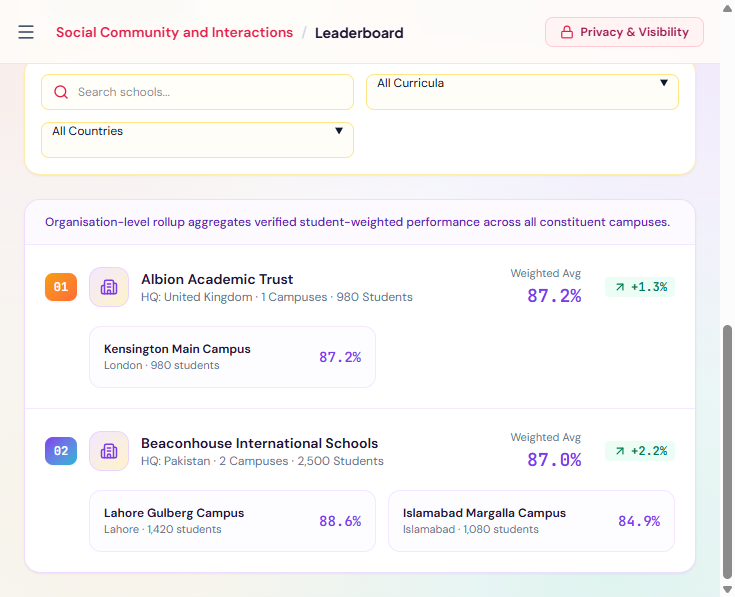 Social Community and Interactions / Leaderboard
Privacy & Visibility
Search schools...
All Curricula
All Countries
Organisation-level rollup aggregates verified student-weighted performance across all constituent campuses.
01
Albion Academic Trust
HQ: United Kingdom · 1 Campuses · 980 Students
Weighted Avg
87.2%
+1.3%
Kensington Main Campus
London · 980 students
87.2%
02
Beaconhouse International Schools
HQ: Pakistan · 2 Campuses · 2,500 Students
Weighted Avg
87.0%
+2.2%
Lahore Gulberg Campus
Lahore · 1,420 students
88.6%
Islamabad Margalla Campus
Islamabad · 1,080 students
84.9%